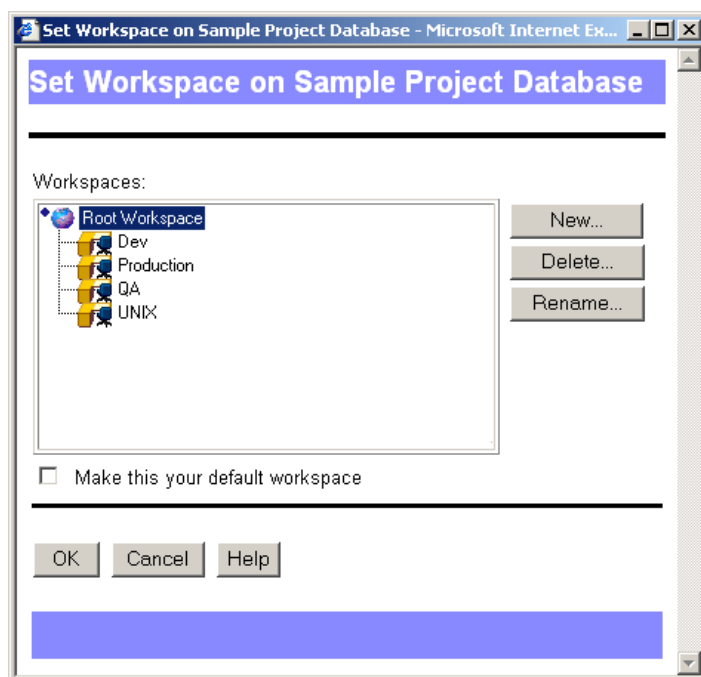 Set Workspace on Sample Project Database - Microsoft Internet Ex...
Set Workspace on Sample Project Database
Workspaces:
Root Workspace
Dev
Production
QA
UNIX
New...
Delete...
Rename...
Make this your default workspace
OK
Cancel
Help